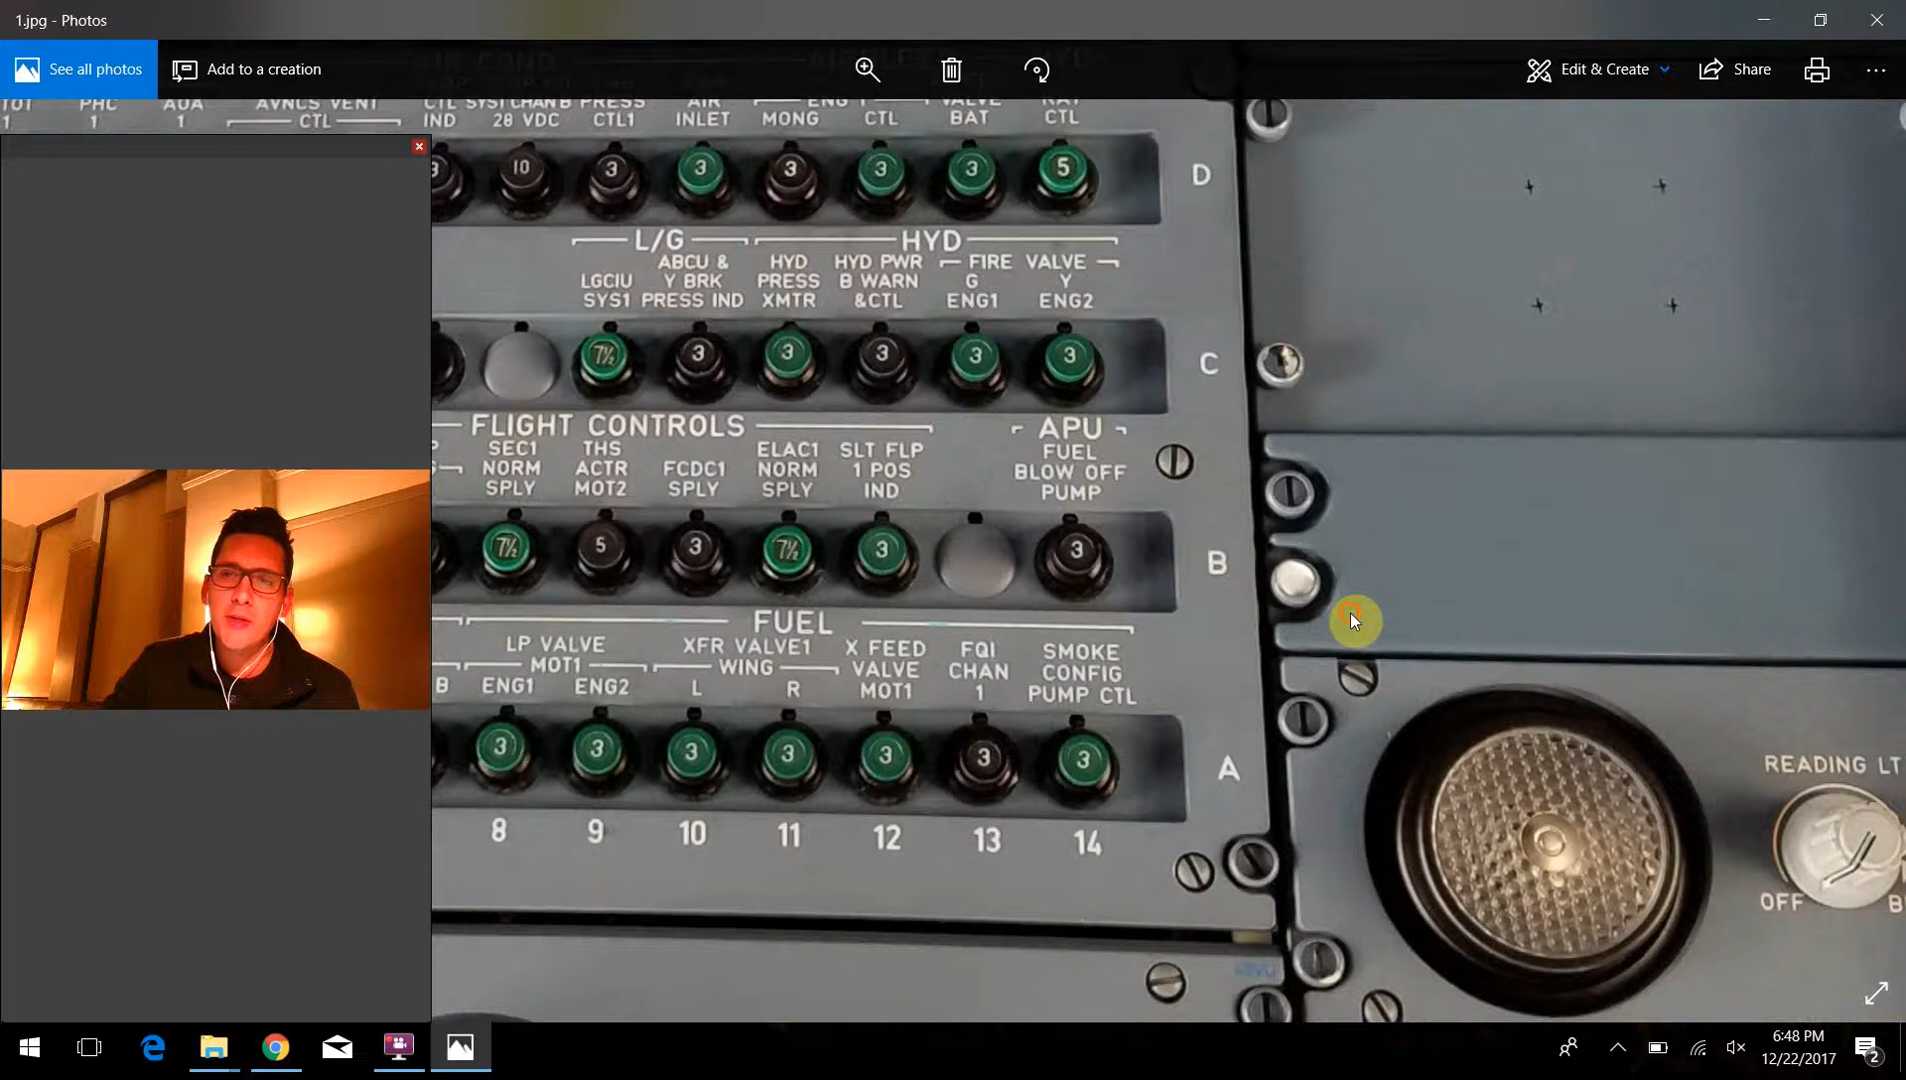 1.jpg - Photos
See all photos
Add to a creation
Edit & Create
Share
PHC AVNCS VENT CTL SYS1 CHAN B PRESS AIR ENG 1 VALVE
1 1 1 CTL IND 28 VDC CTL1 INLET MONG CTL BAT CTL
10 3 3 3 3 3 5
D
L/G HYD
ABCU & HYD HYD PWR FIRE VALVE
LGCIU Y BRK PRESS B WARN G Y
SYS1 PRESS IND XMTR &CTL ENG1 ENG2
7½ 3 3 3 3 3
C
FLIGHT CONTROLS APU
SEC1 THS ELAC1 SLT FLP FUEL
NORM ACTR FCDC1 NORM 1 POS BLOW OFF
SPLY MOT2 SPLY SPLY IND PUMP
7½ 5 3 7½ 3 3
B
FUEL
LP VALVE XFR VALVE1 X FEED FQI SMOKE
MOT1 WING VALVE CHAN CONFIG
B ENG1 ENG2 L R MOT1 1 PUMP CTL
3 3 3 3 3 3 3
A
8 9 10 11 12 13 14
READING LT
OFF
6:48 PM
12/22/2017
2